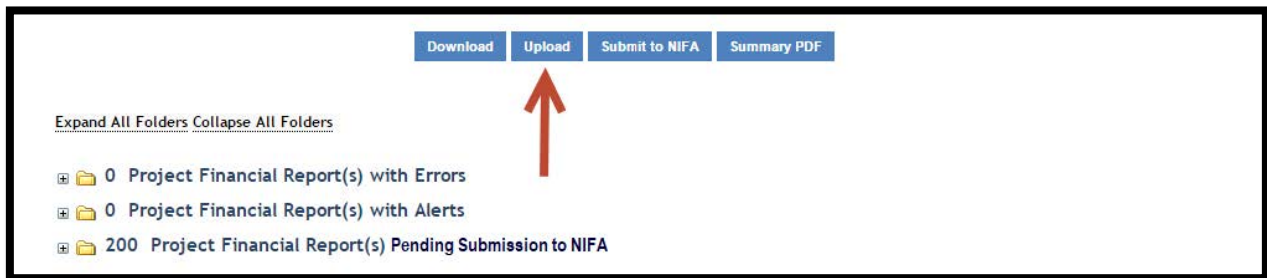 Download Upload Submit to NIFA Summary PDF
Expand All Folders Collapse All Folders
0 Project Financial Report(s) with Errors
0 Project Financial Report(s) with Alerts
200 Project Financial Report(s) Pending Submission to NIFA